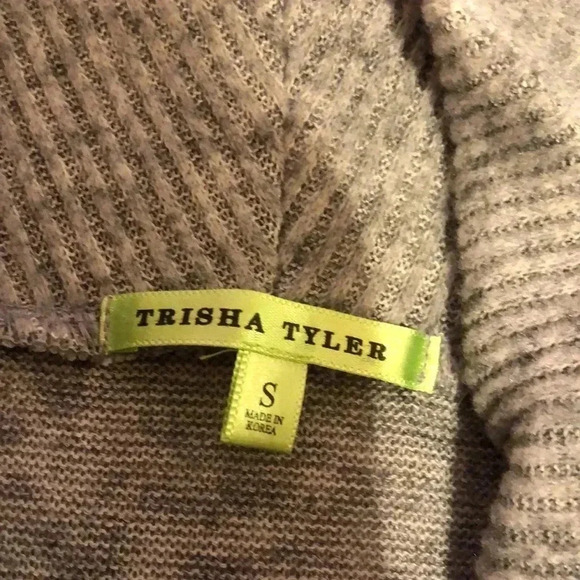 TRISHA TYLER
S
MADE IN
KOREA